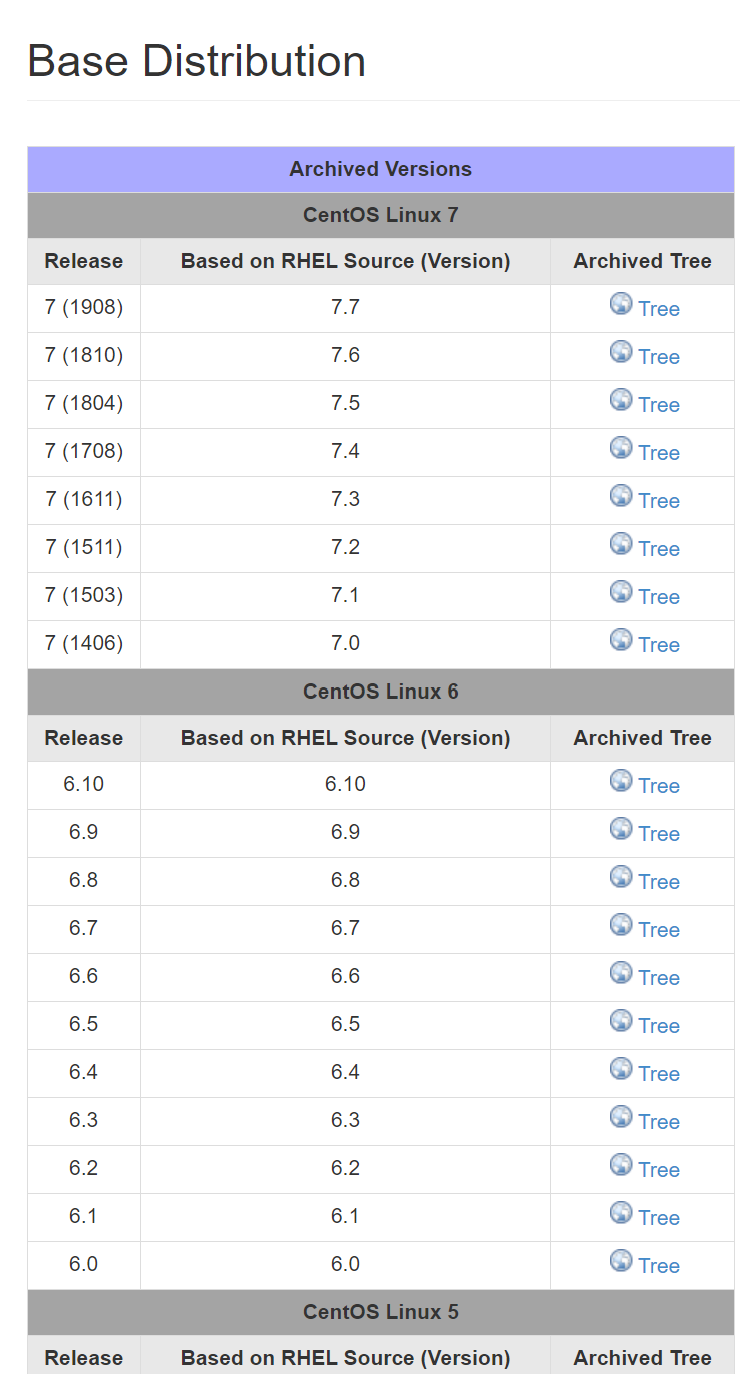 Base Distribution
Archived Versions
CentOS Linux 7
Release Based on RHEL Source (Version) Archived Tree
7 (1908) 7.7 Tree
7 (1810) 7.6 Tree
7 (1804) 7.5 Tree
7 (1708) 7.4 Tree
7 (1611) 7.3 Tree
7 (1511) 7.2 Tree
7 (1503) 7.1 Tree
7 (1406) 7.0 Tree
CentOS Linux 6
Release Based on RHEL Source (Version) Archived Tree
6.10 6.10 Tree
6.9 6.9 Tree
6.8 6.8 Tree
6.7 6.7 Tree
6.6 6.6 Tree
6.5 6.5 Tree
6.4 6.4 Tree
6.3 6.3 Tree
6.2 6.2 Tree
6.1 6.1 Tree
6.0 6.0 Tree
CentOS Linux 5
Release Based on RHEL Source (Version) Archived Tree